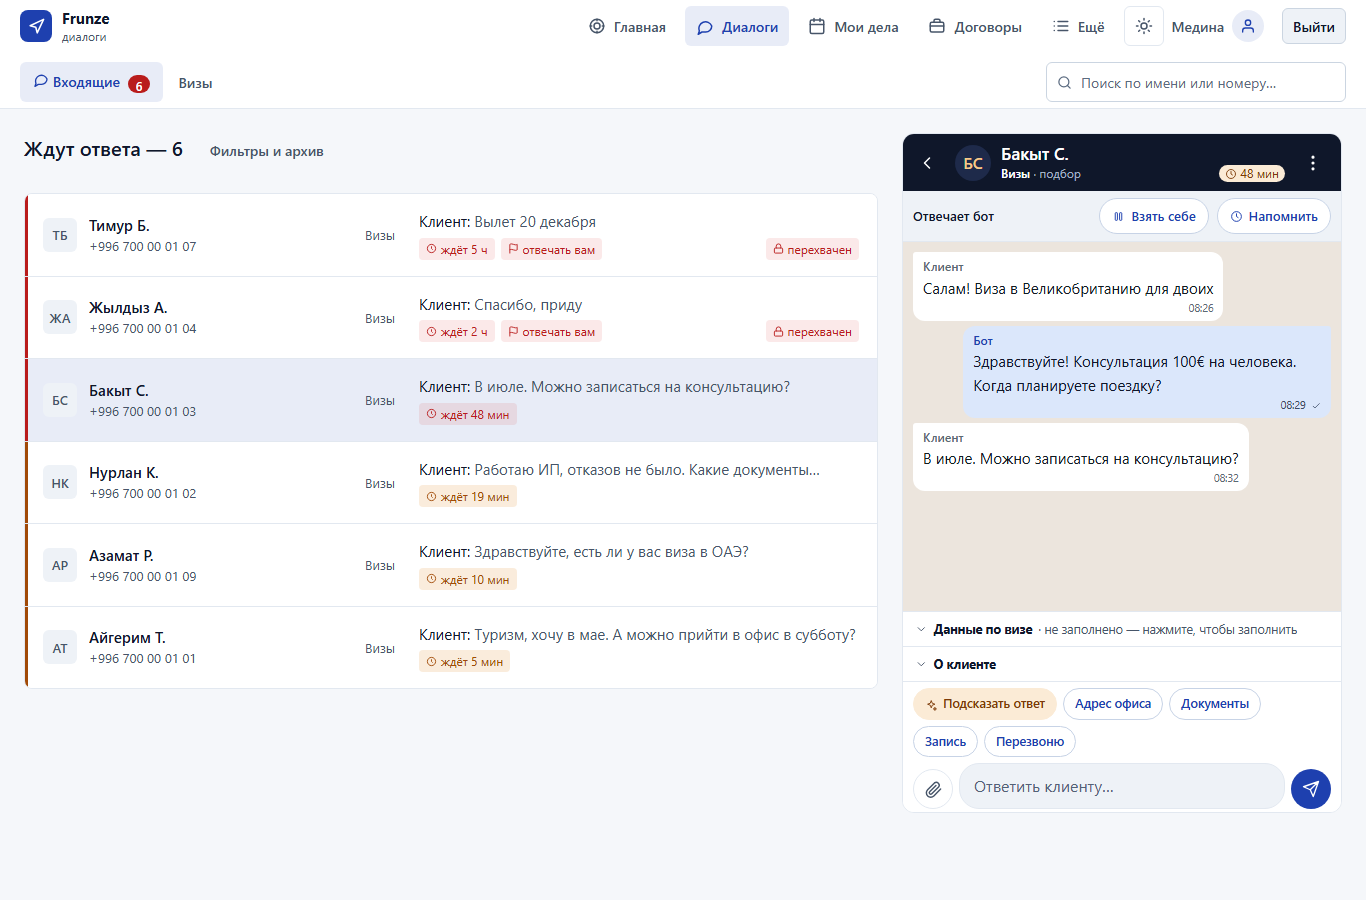 Frunze
диалоги
Главная
Диалоги
Мои дела
Договоры
Ещё
Медина
Выйти
Входящие 6
Визы
Поиск по имени или номеру...
Ждут ответа — 6
Фильтры и архив
ТБ
Тимур Б.
+996 700 00 01 07
Визы
Клиент: Вылет 20 декабря
ждёт 5 ч
отвечать вам
перехвачен
ЖА
Жылдыз А.
+996 700 00 01 04
Визы
Клиент: Спасибо, приду
ждёт 2 ч
отвечать вам
перехвачен
БС
Бакыт С.
+996 700 00 01 03
Визы
Клиент: В июле. Можно записаться на консультацию?
ждёт 48 мин
НК
Нурлан К.
+996 700 00 01 02
Визы
Клиент: Работаю ИП, отказов не было. Какие документы...
ждёт 19 мин
АР
Азамат Р.
+996 700 00 01 09
Визы
Клиент: Здравствуйте, есть ли у вас виза в ОАЭ?
ждёт 10 мин
АТ
Айгерим Т.
+996 700 00 01 01
Визы
Клиент: Туризм, хочу в мае. А можно прийти в офис в субботу?
ждёт 5 мин
БС
Бакыт С.
Визы · подбор
48 мин
Отвечает бот
Взять себе
Напомнить
Клиент
Салам! Виза в Великобританию для двоих
08:26
Бот
Здравствуйте! Консультация 100€ на человека.
Когда планируете поездку?
08:29 ✓
Клиент
В июле. Можно записаться на консультацию?
08:32
Данные по визе · не заполнено — нажмите, чтобы заполнить
О клиенте
Подсказать ответ
Адрес офиса
Документы
Запись
Перезвоню
Ответить клиенту...